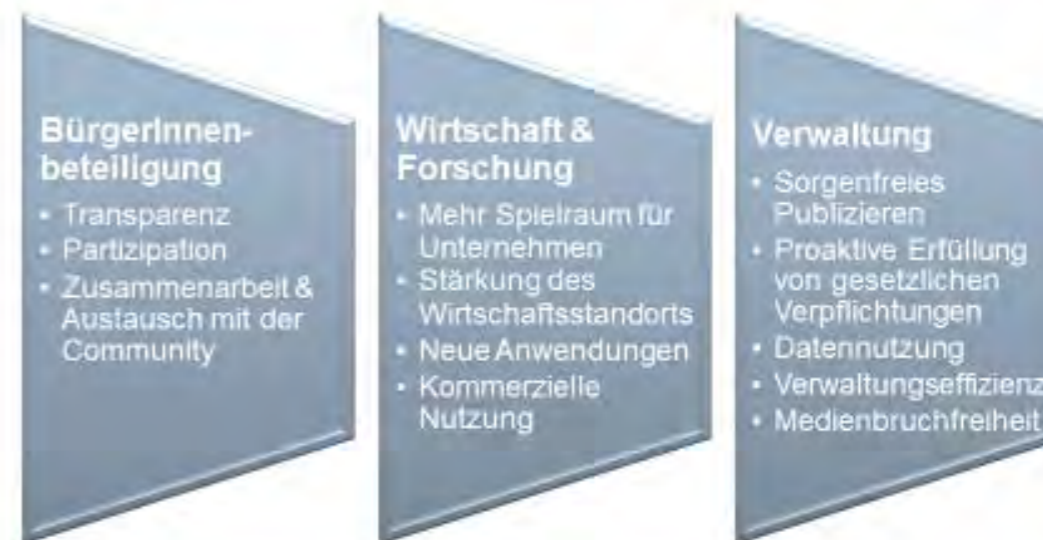 BürgerInnen-
beteiligung
• Transparenz
• Partizipation
• Zusammenarbeit &
Austausch mit der
Community
Wirtschaft &
Forschung
• Mehr Spielraum für
Unternehmen
• Stärkung des
Wirtschaftsstandorts
• Neue Anwendungen
• Kommerzielle
Nutzung
Verwaltung
• Sorgenfreies
Publizieren
• Proaktive Erfüllung
von gesetzlichen
Verpflichtungen
• Datennutzung
• Verwaltungseffizienz
• Medienbruchfreiheit